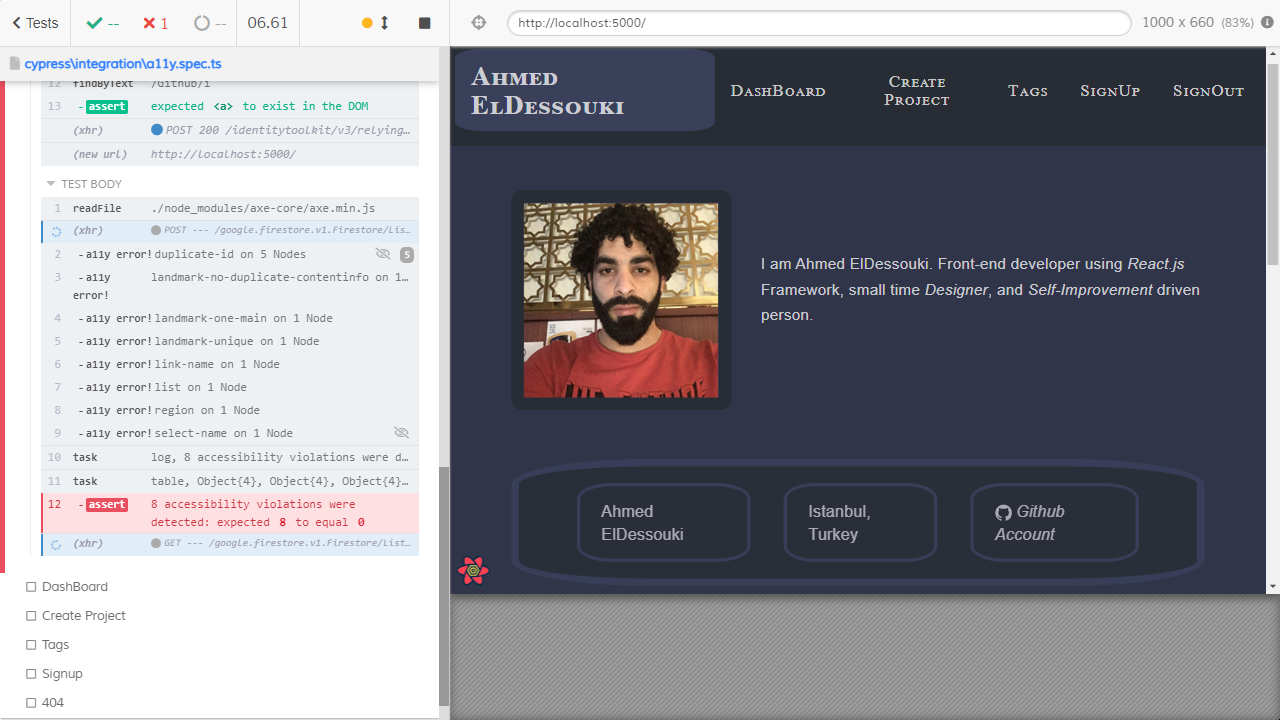 Tests
--
1
--
06.61
http://localhost:5000/
1000 x 660 (83%)
cypress\integration\a11y.spec.ts
12 findByText /Github/i
13 -assert expected <a> to exist in the DOM
(xhr) POST 200 /identitytoolkit/v3/relying…
(new url) http://localhost:5000/
TEST BODY
1 readFile ./node_modules/axe-core/axe.min.js
(xhr) POST --- /google.firestore.v1.Firestore/Lis…
2 -a11y error! duplicate-id on 5 Nodes 5
3 -a11y error! landmark-no-duplicate-contentinfo on 1…
4 -a11y error! landmark-one-main on 1 Node
5 -a11y error! landmark-unique on 1 Node
6 -a11y error! link-name on 1 Node
7 -a11y error! list on 1 Node
8 -a11y error! region on 1 Node
9 -a11y error! select-name on 1 Node
10 task log, 8 accessibility violations were d…
11 task table, Object{4}, Object{4}, Object{4}…
12 -assert 8 accessibility violations were
detected: expected 8 to equal 0
(xhr) GET --- /google.firestore.v1.Firestore/List…
DashBoard
Create Project
Tags
Signup
404
Ahmed
ElDessouki
DashBoard
Create
Project
Tags
SignUp
SignOut
I am Ahmed ElDessouki. Front-end developer using React.js
Framework, small time Designer, and Self-Improvement driven
person.
Ahmed
ElDessouki
Istanbul,
Turkey
Github
Account